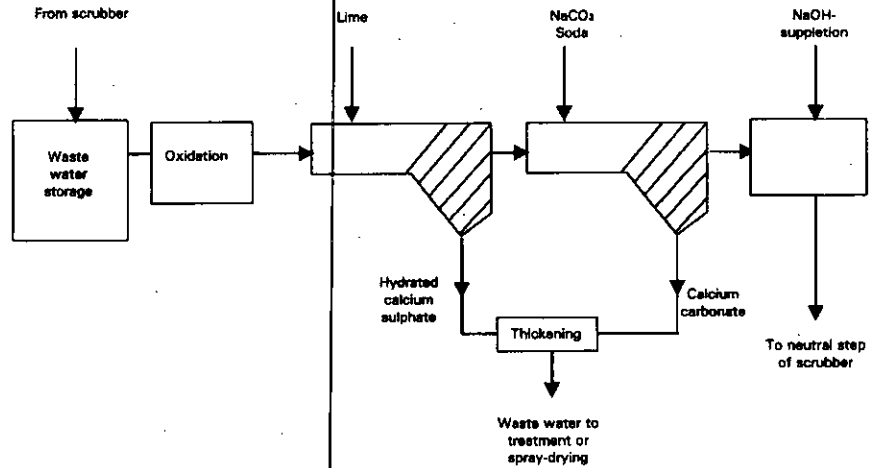 From scrubber
Lime
NaCO₃
Soda
NaOH-
suppletion
Waste
water
storage
Oxidation
Hydrated
calcium
sulphate
Calcium
carbonate
Thickening
To neutral step
of scrubber
Waste water to
treatment or
spray-drying